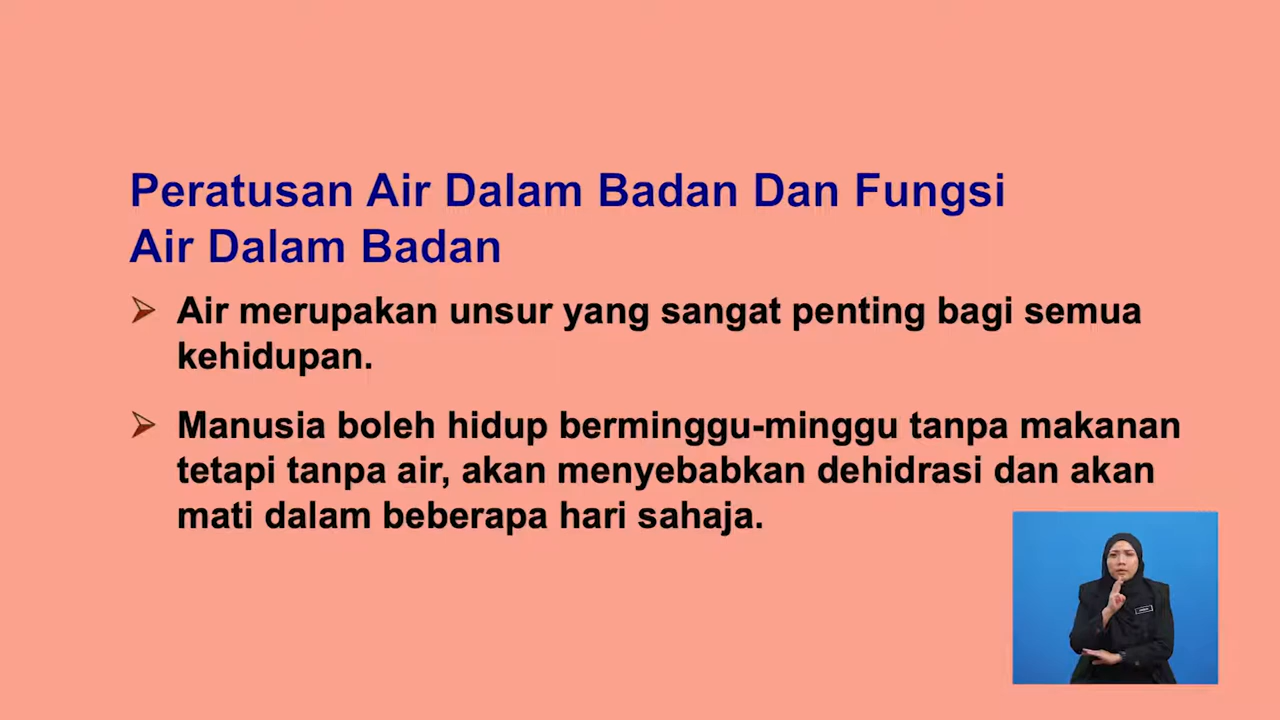 Peratusan Air Dalam Badan Dan Fungsi
Air Dalam Badan
Air merupakan unsur yang sangat penting bagi semua
kehidupan.
Manusia boleh hidup berminggu-minggu tanpa makanan
tetapi tanpa air, akan menyebabkan dehidrasi dan akan
mati dalam beberapa hari sahaja.